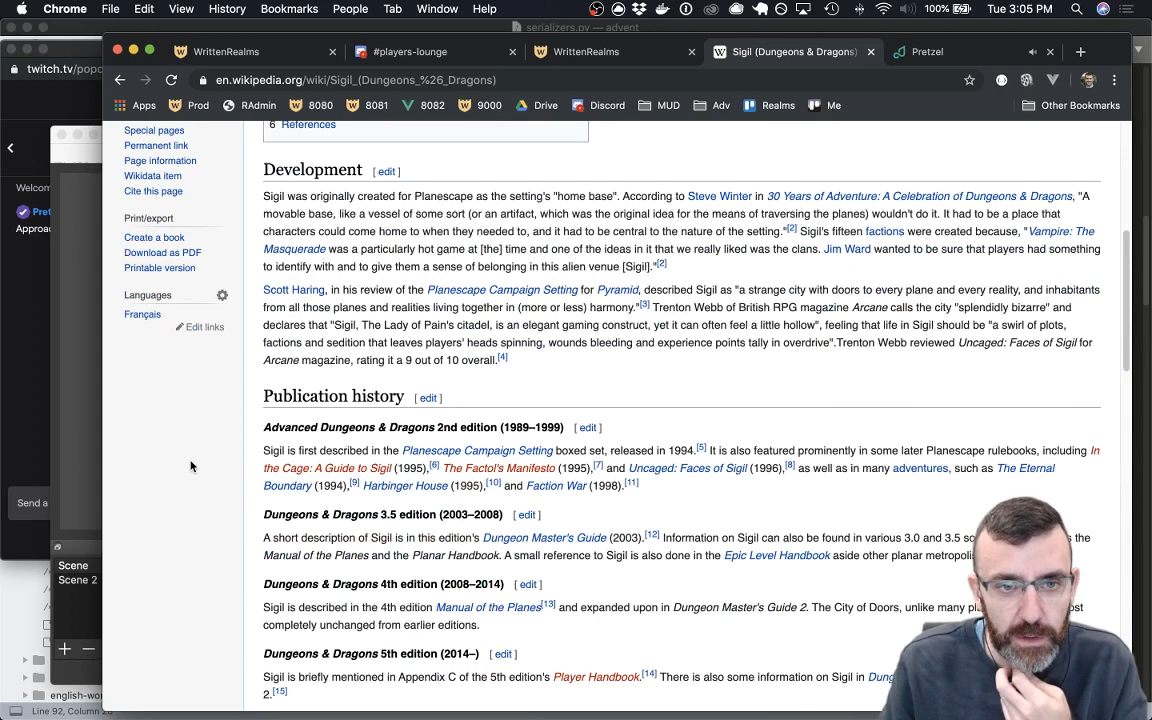 Chrome File Edit View History Bookmarks People Tab Window Help 100% Tue 3:05 PM
serializers.py — advent
WrittenRealms #players-lounge WrittenRealms Sigil (Dungeons & Dragons) Pretzel
twitch.tv/popc
en.wikipedia.org/wiki/Sigil_(Dungeons_%26_Dragons)
Apps Prod RAdmin 8080 8081 8082 9000 Drive Discord MUD Adv Realms Me Other Bookmarks
6 References
Special pages
Permanent link
Page information
Wikidata item
Cite this page
Print/export
Create a book
Download as PDF
Printable version
Languages
Français
Edit links
Welcom
Pret
Approa
Send a
Scene
Scene 2
english-wor
Line 92, Column 2
Development [ edit ]
Sigil was originally created for Planescape as the setting's "home base". According to Steve Winter in 30 Years of Adventure: A Celebration of Dungeons & Dragons, "A
movable base, like a vessel of some sort (or an artifact, which was the original idea for the means of traversing the planes) wouldn't do it. It had to be a place that
characters could come home to when they needed to, and it had to be central to the nature of the setting."[2] Sigil's fifteen factions were created because, "Vampire: The
Masquerade was a particularly hot game at [the] time and one of the ideas in it that we really liked was the clans. Jim Ward wanted to be sure that players had something
to identify with and to give them a sense of belonging in this alien venue [Sigil]."[2]
Scott Haring, in his review of the Planescape Campaign Setting for Pyramid, described Sigil as "a strange city with doors to every plane and every reality, and inhabitants
from all those planes and realities living together in (more or less) harmony."[3] Trenton Webb of British RPG magazine Arcane calls the city "splendidly bizarre" and
declares that "Sigil, The Lady of Pain's citadel, is an elegant gaming construct, yet it can often feel a little hollow", feeling that life in Sigil should be "a swirl of plots,
factions and sedition that leaves players' heads spinning, wounds bleeding and experience points tally in overdrive".Trenton Webb reviewed Uncaged: Faces of Sigil for
Arcane magazine, rating it a 9 out of 10 overall.[4]
Publication history [ edit ]
Advanced Dungeons & Dragons 2nd edition (1989–1999) [ edit ]
Sigil is first described in the Planescape Campaign Setting boxed set, released in 1994.[5] It is also featured prominently in some later Planescape rulebooks, including In
the Cage: A Guide to Sigil (1995),[6] The Factol's Manifesto (1995),[7] and Uncaged: Faces of Sigil (1996),[8] as well as in many adventures, such as The Eternal
Boundary (1994),[9] Harbinger House (1995),[10] and Faction War (1998).[11]
Dungeons & Dragons 3.5 edition (2003–2008) [ edit ]
A short description of Sigil is in this edition's Dungeon Master's Guide (2003).[12] Information on Sigil can also be found in various 3.0 and 3.5 so the
Manual of the Planes and the Planar Handbook. A small reference to Sigil is also done in the Epic Level Handbook aside other planar metropoli
Dungeons & Dragons 4th edition (2008–2014) [ edit ]
Sigil is described in the 4th edition Manual of the Planes[13] and expanded upon in Dungeon Master's Guide 2. The City of Doors, unlike many pl ost
completely unchanged from earlier editions.
Dungeons & Dragons 5th edition (2014–) [ edit ]
Sigil is briefly mentioned in Appendix C of the 5th edition's Player Handbook.[14] There is also some information on Sigil in Dung
2.[15]